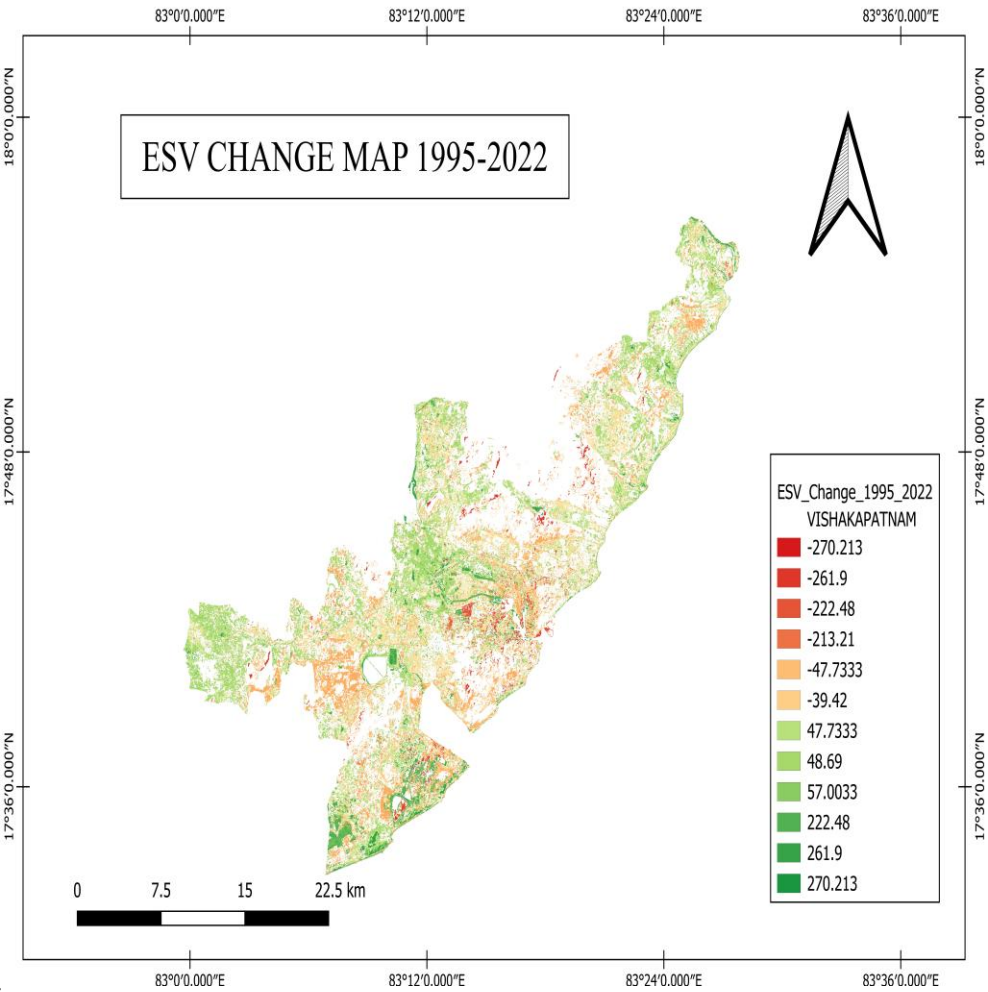 83°0′0.000″E 83°12′0.000″E 83°24′0.000″E 83°36′0.000″E
18°0′0.000″N
18°0′0.000″N
ESV CHANGE MAP 1995-2022
17°48′0.000″N
17°48′0.000″N
ESV_Change_1995_2022
VISHAKAPATNAM
-270.213
-261.9
-222.48
-213.21
-47.7333
-39.42
47.7333
48.69
57.0033
222.48
261.9
270.213
17°36′0.000″N
17°36′0.000″N
0 7.5 15 22.5 km
83°0′0.000″E 83°12′0.000″E 83°24′0.000″E 83°36′0.000″E